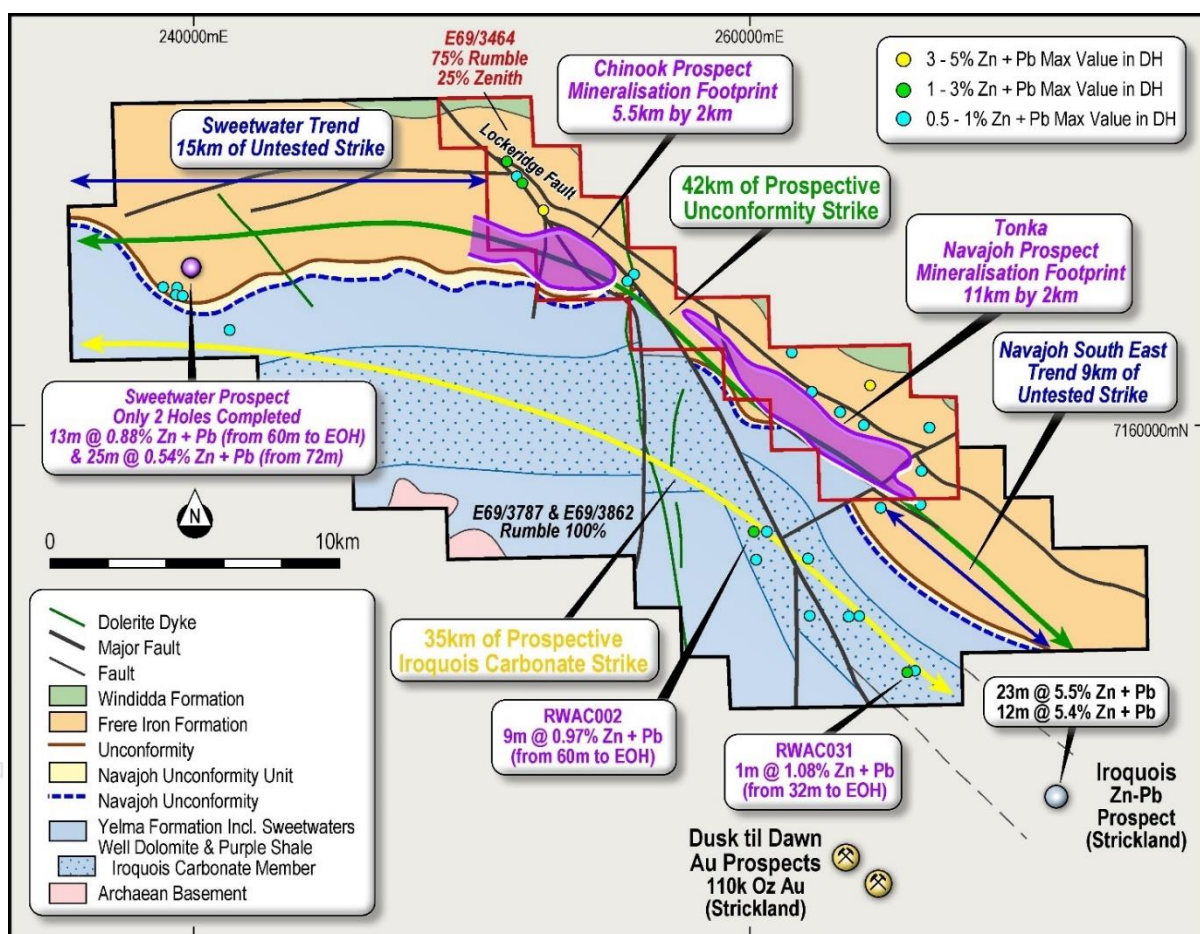 240000mE
260000mE
E69/3464
75% Rumble
25% Zenith
Chinook Prospect
Mineralisation Footprint
5.5km by 2km
3 - 5% Zn + Pb Max Value in DH
1 - 3% Zn + Pb Max Value in DH
0.5 - 1% Zn + Pb Max Value in DH
Sweetwater Trend
15km of Untested Strike
Lockeridge Fault
42km of Prospective
Unconformity Strike
Tonka
Navajoh Prospect
Mineralisation Footprint
11km by 2km
Navajoh South East
Trend 9km of
Untested Strike
Sweetwater Prospect
Only 2 Holes Completed
13m @ 0.88% Zn + Pb (from 60m to EOH)
& 25m @ 0.54% Zn + Pb (from 72m)
7160000mN
N
0 10km
E69/3787 & E69/3862
Rumble 100%
35km of Prospective
Iroquois Carbonate Strike
RWAC002
9m @ 0.97% Zn + Pb
(from 60m to EOH)
RWAC031
1m @ 1.08% Zn + Pb
(from 32m to EOH)
23m @ 5.5% Zn + Pb
12m @ 5.4% Zn + Pb
Iroquois
Zn-Pb
Prospect
(Strickland)
Dusk til Dawn
Au Prospects
110k Oz Au
(Strickland)
Dolerite Dyke
Major Fault
Fault
Windidda Formation
Frere Iron Formation
Unconformity
Navajoh Unconformity Unit
Navajoh Unconformity
Yelma Formation Incl. Sweetwaters
Well Dolomite & Purple Shale
Iroquois Carbonate Member
Archaean Basement